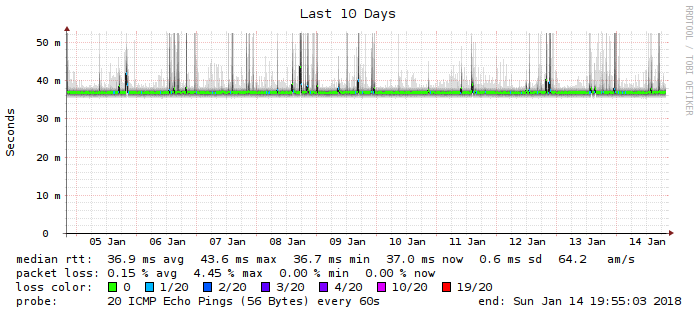 Last 10 Days
RRDTOOL / TOBI OETIKER
Seconds
50 m
40 m
30 m
20 m
10 m
0
05 Jan 06 Jan 07 Jan 08 Jan 09 Jan 10 Jan 11 Jan 12 Jan 13 Jan 14 Jan
median rtt: 36.9 ms avg 43.6 ms max 36.7 ms min 37.0 ms now 0.6 ms sd 64.2 am/s
packet loss: 0.15 % avg 4.45 % max 0.00 % min 0.00 % now
loss color: 0 1/20 2/20 3/20 4/20 10/20 19/20
probe: 20 ICMP Echo Pings (56 Bytes) every 60s end: Sun Jan 14 19:55:03 2018